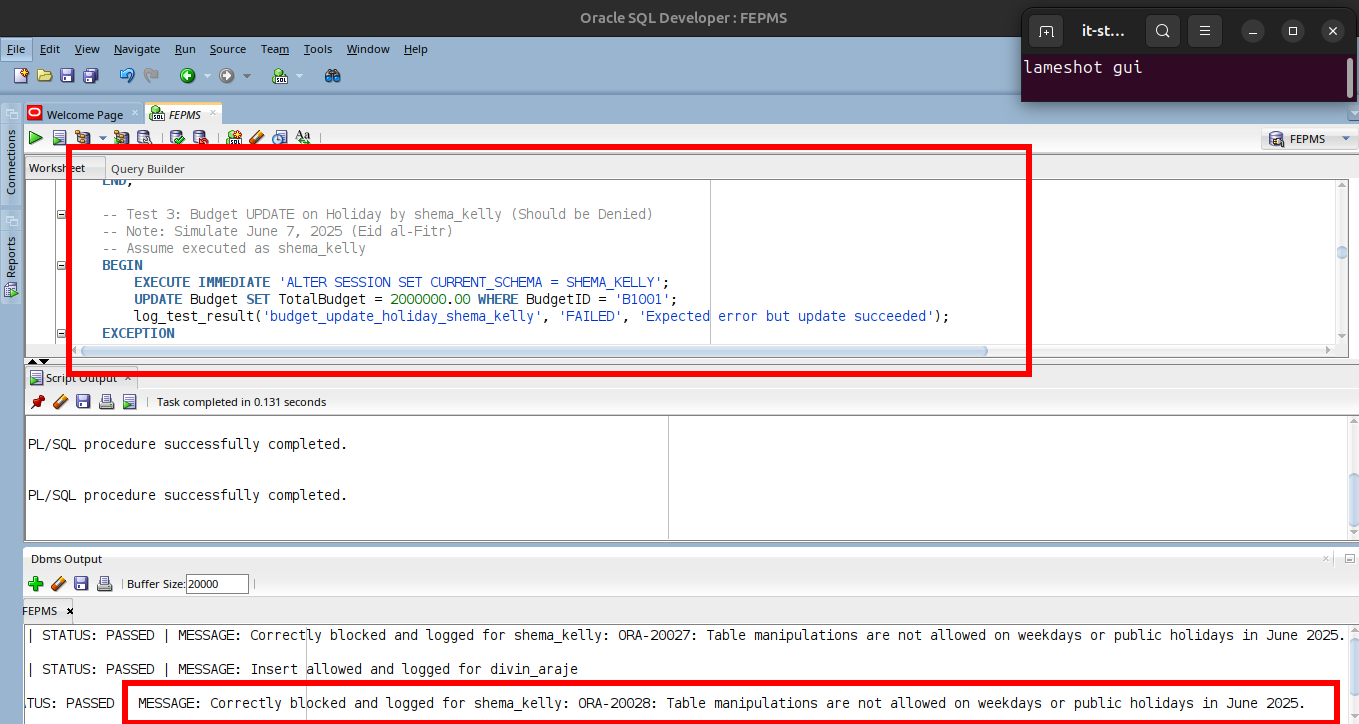 Oracle SQL Developer : FEPMS
it-st...
lameshot gui
File Edit View Navigate Run Source Team Tools Window Help
Welcome Page
FEPMS
FEPMS
Connections
Reports
Worksheet Query Builder
END;
-- Test 3: Budget UPDATE on Holiday by shema_kelly (Should be Denied)
-- Note: Simulate June 7, 2025 (Eid al-Fitr)
-- Assume executed as shema_kelly
BEGIN
EXECUTE IMMEDIATE 'ALTER SESSION SET CURRENT_SCHEMA = SHEMA_KELLY';
UPDATE Budget SET TotalBudget = 2000000.00 WHERE BudgetID = 'B1001';
log_test_result('budget_update_holiday_shema_kelly', 'FAILED', 'Expected error but update succeeded');
EXCEPTION
Script Output
Task completed in 0.131 seconds
PL/SQL procedure successfully completed.
PL/SQL procedure successfully completed.
Dbms Output
Buffer Size: 20000
FEPMS
| STATUS: PASSED | MESSAGE: Correctly blocked and logged for shema_kelly: ORA-20027: Table manipulations are not allowed on weekdays or public holidays in June 2025.
| STATUS: PASSED | MESSAGE: Insert allowed and logged for divin_araje
TUS: PASSED MESSAGE: Correctly blocked and logged for shema_kelly: ORA-20028: Table manipulations are not allowed on weekdays or public holidays in June 2025.